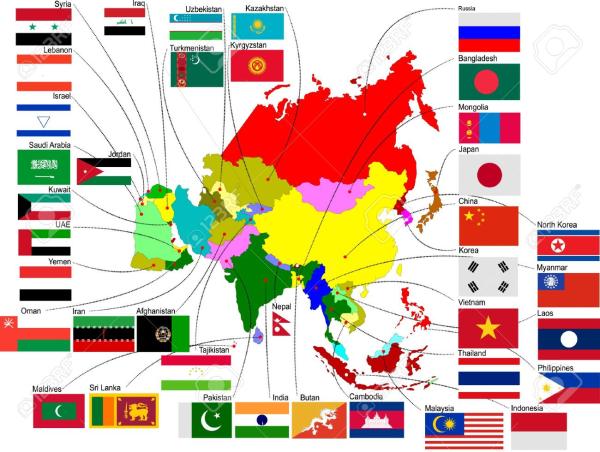 Syria
Iraq
Uzbekistan
Kazakhstan
Russia
Lebanon
Turkmenistan
Kyrgyzstan
Bangladesh
Israel
Mongolia
Saudi Arabia
Jordan
Japan
Kuwait
China
UAE
North Korea
Yemen
Korea
Myanmar
Oman
Iran
Afghanistan
Nepal
Vietnam
Laos
Tajikistan
Thailand
Philippines
Maldives
Sri Lanka
Pakistan
India
Butan
Cambodia
Malaysia
Indonesia
123RF